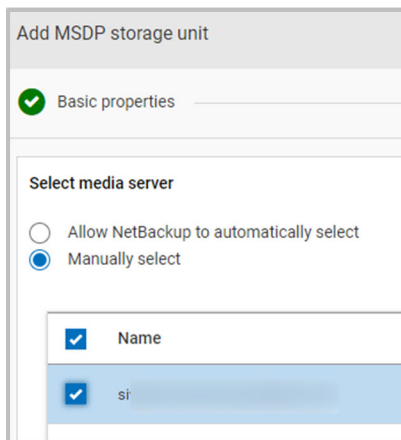 Add MSDP storage unit
Basic properties
Select media server
Allow NetBackup to automatically select
Manually select
Name